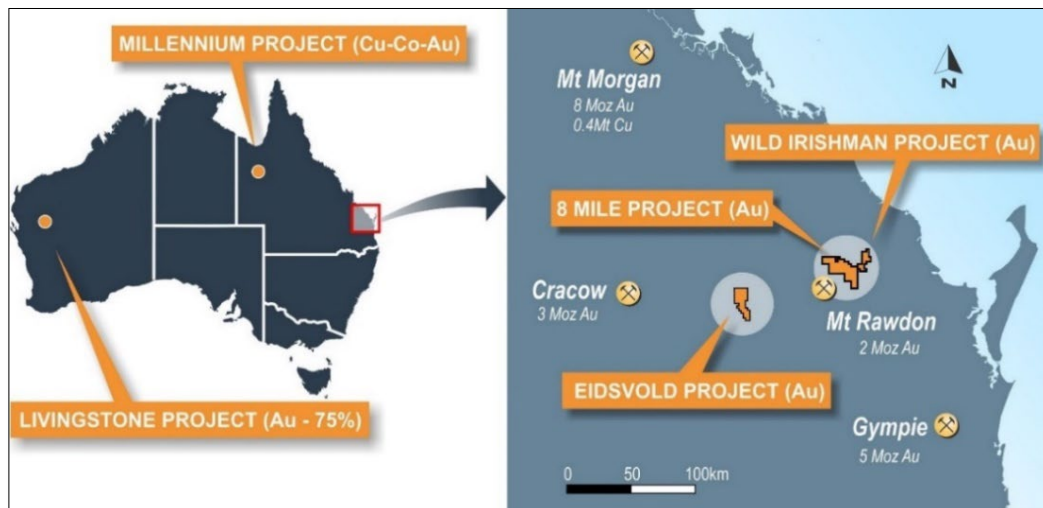 MILLENNIUM PROJECT (Cu-Co-Au)
LIVINGSTONE PROJECT (Au - 75%)
Mt Morgan
8 Moz Au
0.4Mt Cu
N
WILD IRISHMAN PROJECT (Au)
8 MILE PROJECT (Au)
Cracow
3 Moz Au
Mt Rawdon
2 Moz Au
EIDSVOLD PROJECT (Au)
Gympie
5 Moz Au
0 50 100km